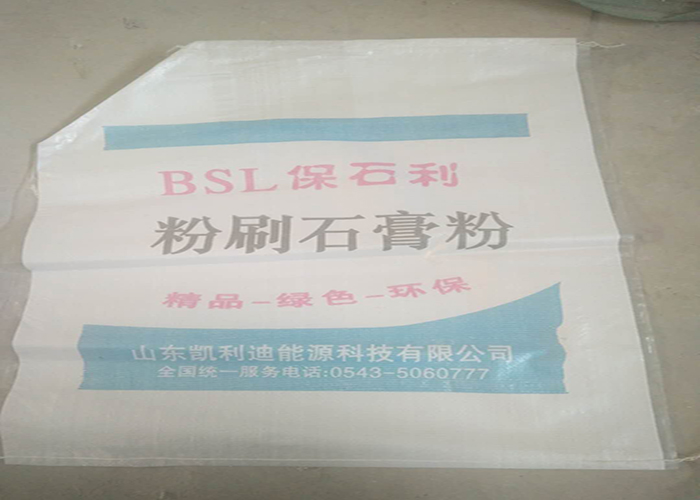 BSL保石利
粉刷石膏粉
精品-绿色-环保
山东凯利迪能源科技有限公司
全国统一服务电话:0543-5060777